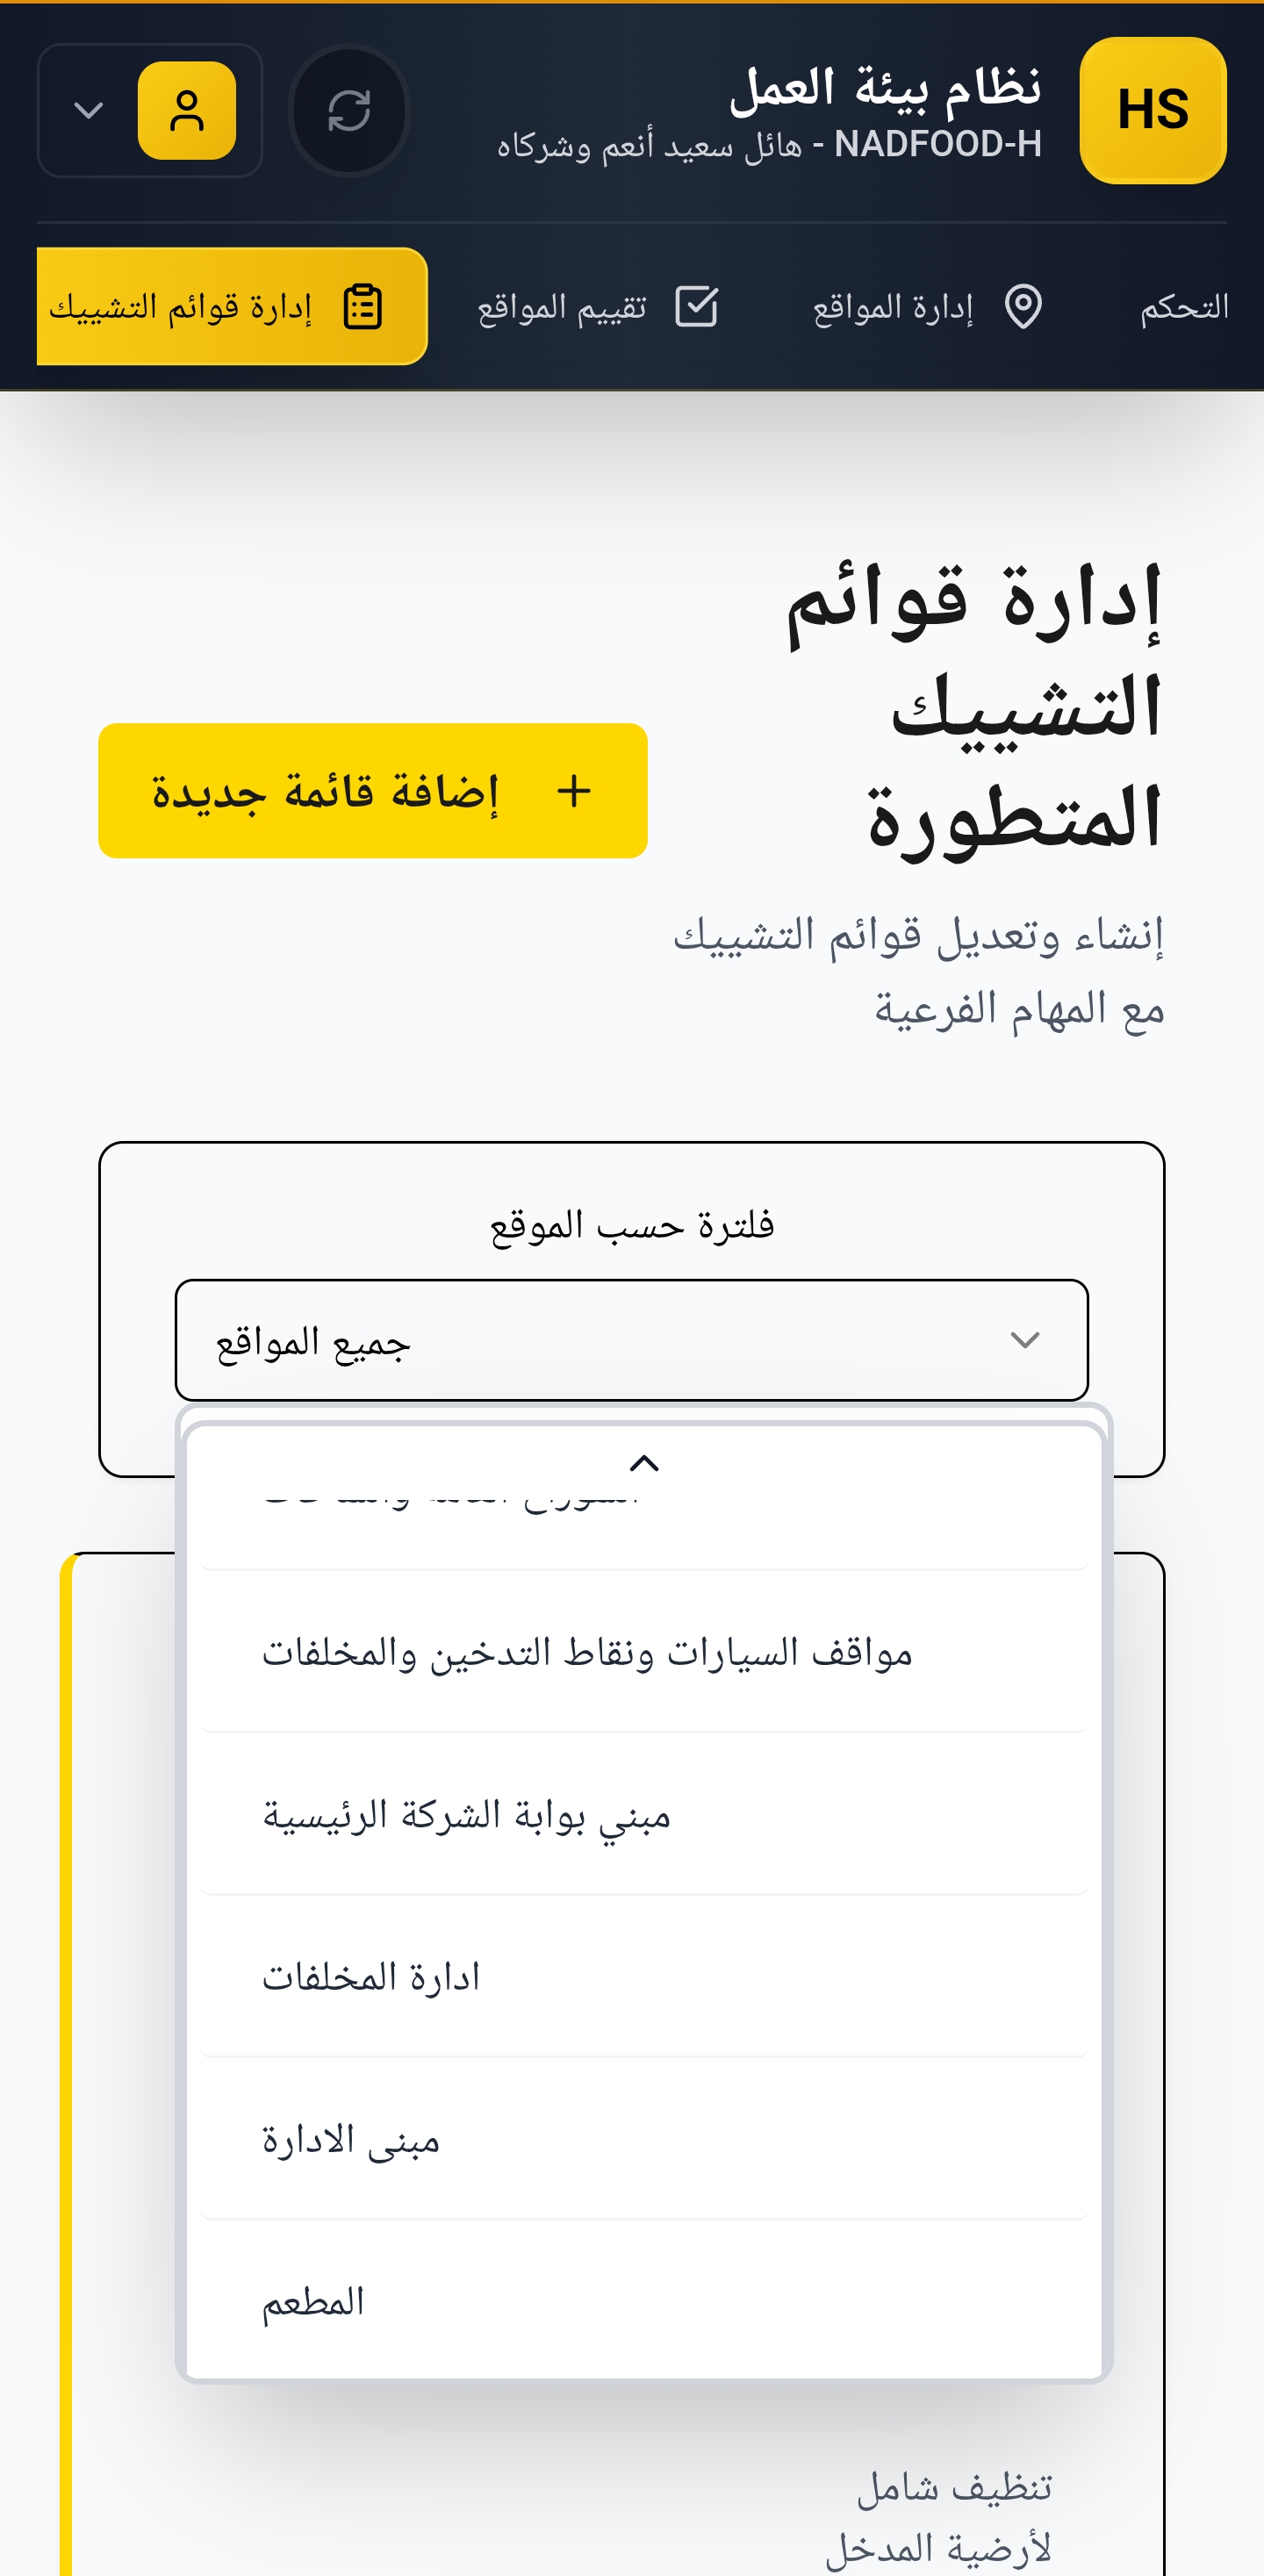 HS
نظام بيئة العمل
NADFOOD-H - هائل سعيد أنعم وشركاه
التحكم
إدارة المواقع
تقييم المواقع
إدارة قوائم التشييك
إدارة قوائم
التشييك
المتطورة
إضافة قائمة جديدة
إنشاء وتعديل قوائم التشييك
مع المهام الفرعية
فلترة حسب الموقع
جميع المواقع
مواقف السيارات ونقاط التدخين والمخلفات
مبني بوابة الشركة الرئيسية
ادارة المخلفات
مبنى الادارة
المطعم
تنظيف شامل
لأرضية المدخل